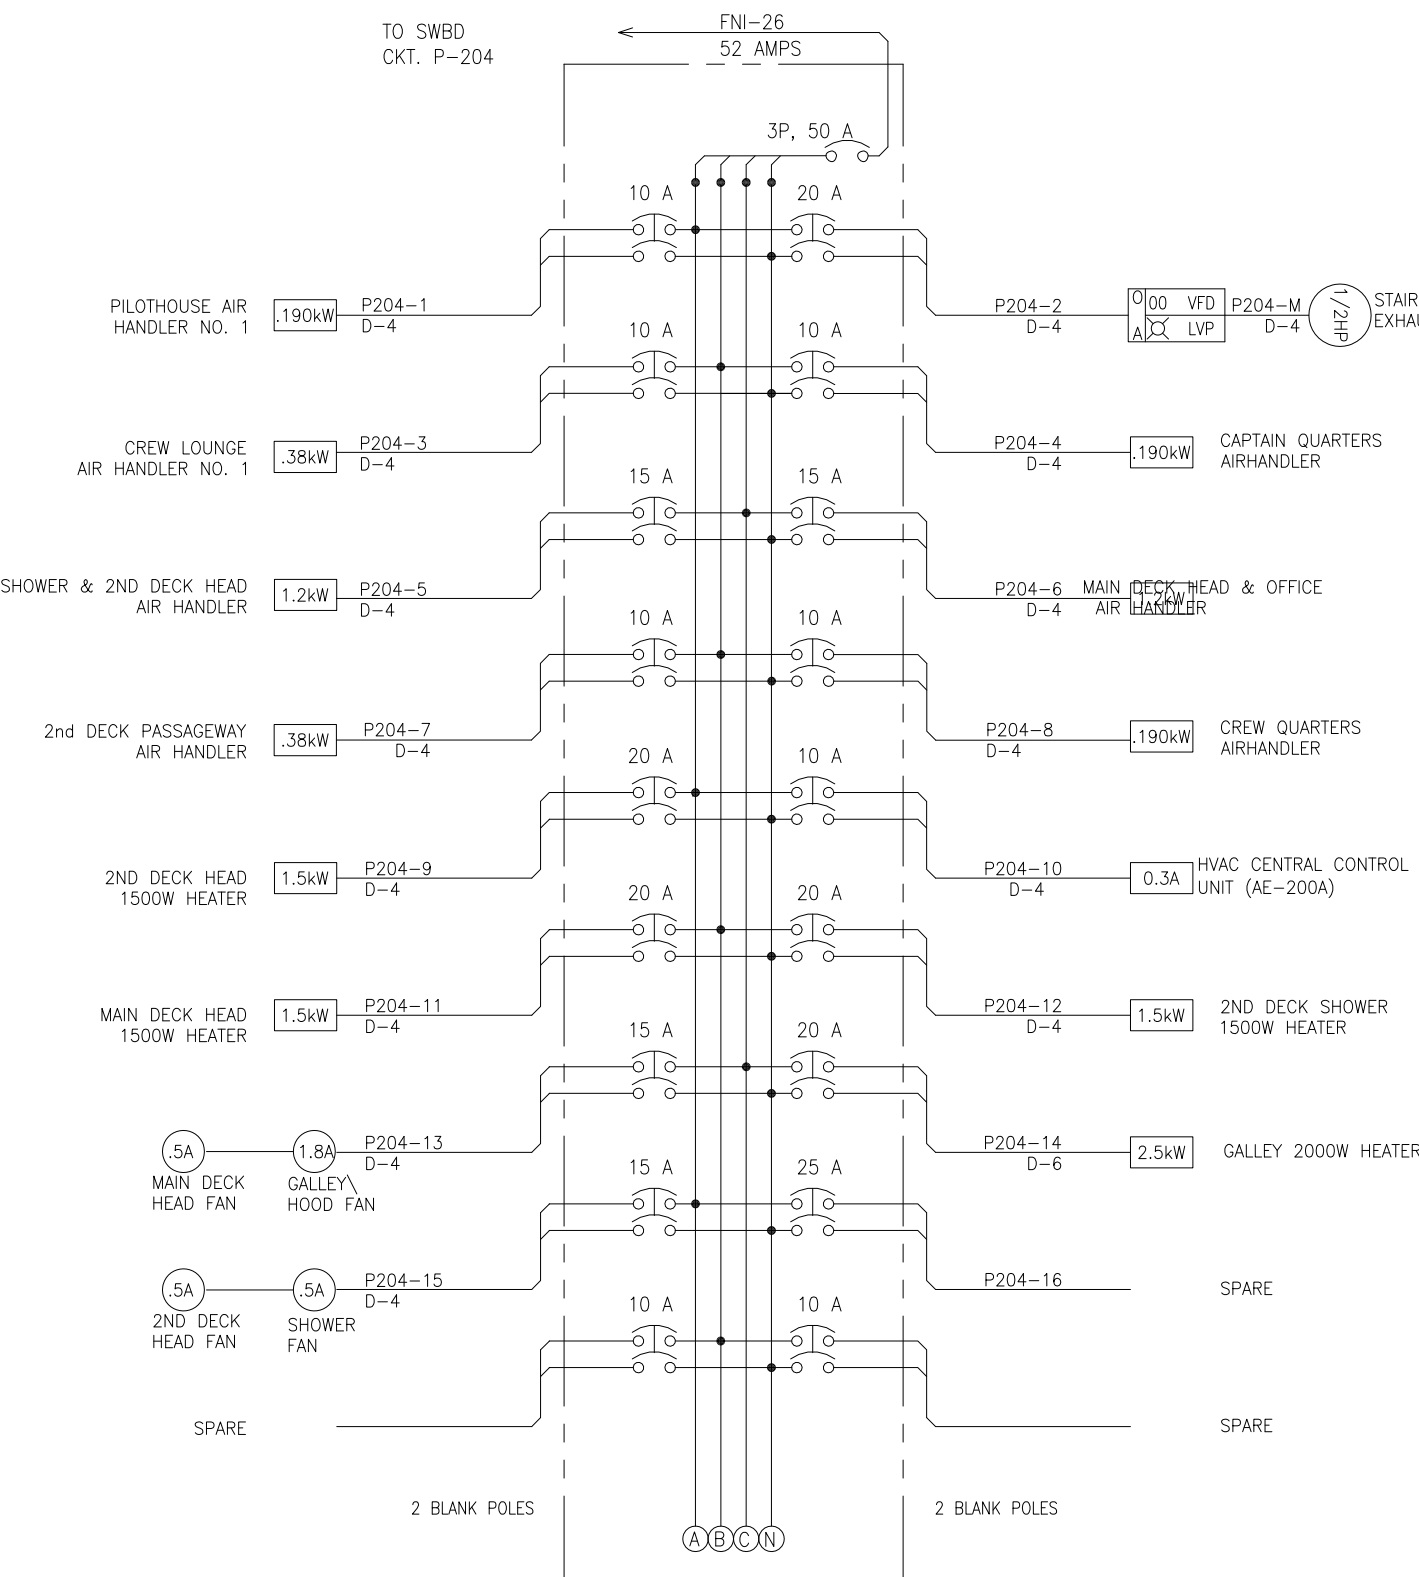 TO SWBD
CKT. P-204
FNI-26
52 AMPS
3P, 50 A
10 A
20 A
PILOTHOUSE AIR
HANDLER NO. 1
.190kW
P204-1
D-4
P204-2
D-4
O
A
00 VFD
LVP
P204-M
D-4
1/2HP
STAIR
10 A
10 A
CREW LOUNGE
AIR HANDLER NO. 1
.38kW
P204-3
D-4
P204-4
D-4
.190kW
CAPTAIN QUARTERS
AIRHANDLER
15 A
15 A
SHOWER & 2ND DECK HEAD
AIR HANDLER
1.2kW
P204-5
D-4
P204-6
D-4
1.2kW
MAIN DECK HEAD & OFFICE
AIR HANDLER
10 A
10 A
2nd DECK PASSAGEWAY
AIR HANDLER
.38kW
P204-7
D-4
P204-8
D-4
.190kW
CREW QUARTERS
AIRHANDLER
20 A
10 A
2ND DECK HEAD
1500W HEATER
1.5kW
P204-9
D-4
P204-10
D-4
0.3A
HVAC CENTRAL CONTROL
UNIT (AE-200A)
20 A
20 A
MAIN DECK HEAD
1500W HEATER
1.5kW
P204-11
D-4
P204-12
D-4
1.5kW
2ND DECK SHOWER
1500W HEATER
15 A
20 A
.5A
MAIN DECK
HEAD FAN
1.8A
GALLEY\
HOOD FAN
P204-13
D-4
P204-14
D-6
2.5kW
GALLEY 2000W HEATER
15 A
25 A
.5A
2ND DECK
HEAD FAN
.5A
SHOWER
FAN
P204-15
D-4
P204-16
SPARE
10 A
10 A
SPARE
SPARE
2 BLANK POLES
2 BLANK POLES
A
B
C
N